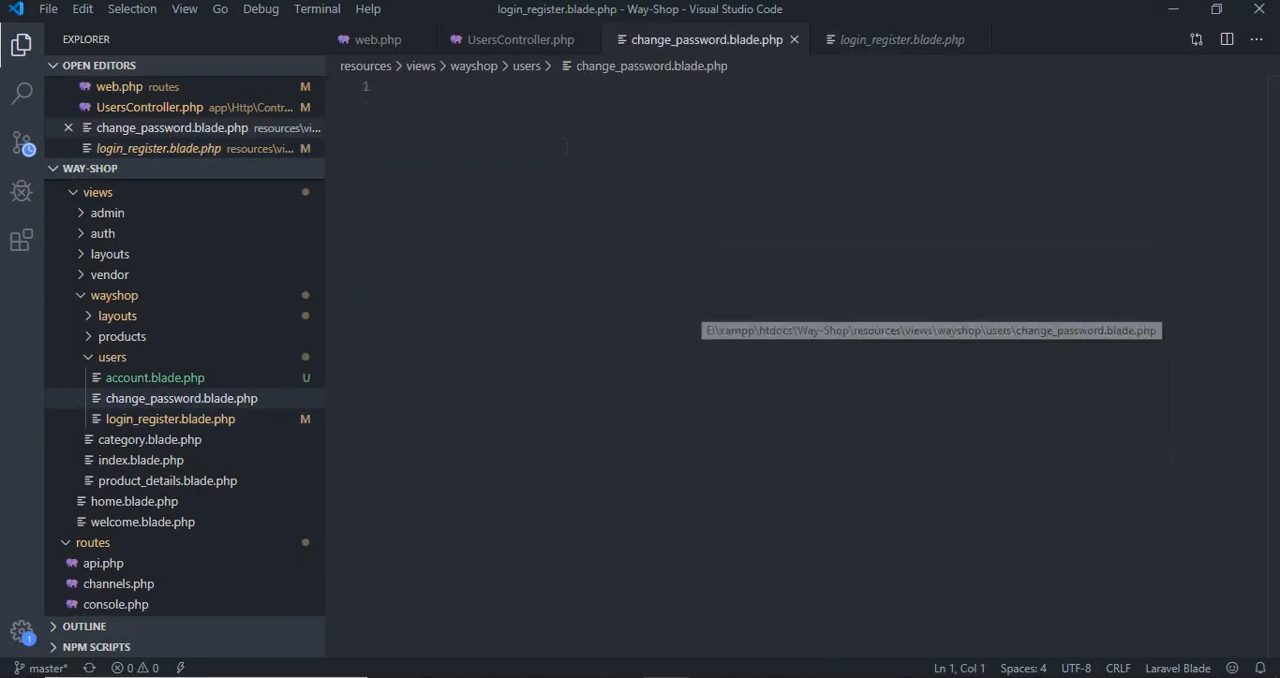 File Edit Selection View Go Debug Terminal Help login_register.blade.php - Way-Shop - Visual Studio Code
EXPLORER
web.php UsersController.php change_password.blade.php login_register.blade.php
OPEN EDITORS
resources > views > wayshop > users > change_password.blade.php
web.php routes M
1
UsersController.php app\Http\Contr... M
change_password.blade.php resources\vi...
login_register.blade.php resources\vi... M
WAY-SHOP
views
admin
auth
layouts
vendor
wayshop
layouts
E:\xampp\htdocs\Way-Shop\resources\views\wayshop\users\change_password.blade.php
products
users
account.blade.php U
change_password.blade.php
login_register.blade.php M
category.blade.php
index.blade.php
product_details.blade.php
home.blade.php
welcome.blade.php
routes
api.php
channels.php
console.php
OUTLINE
1
NPM SCRIPTS
master* 0 0 Ln 1, Col 1 Spaces: 4 UTF-8 CRLF Laravel Blade